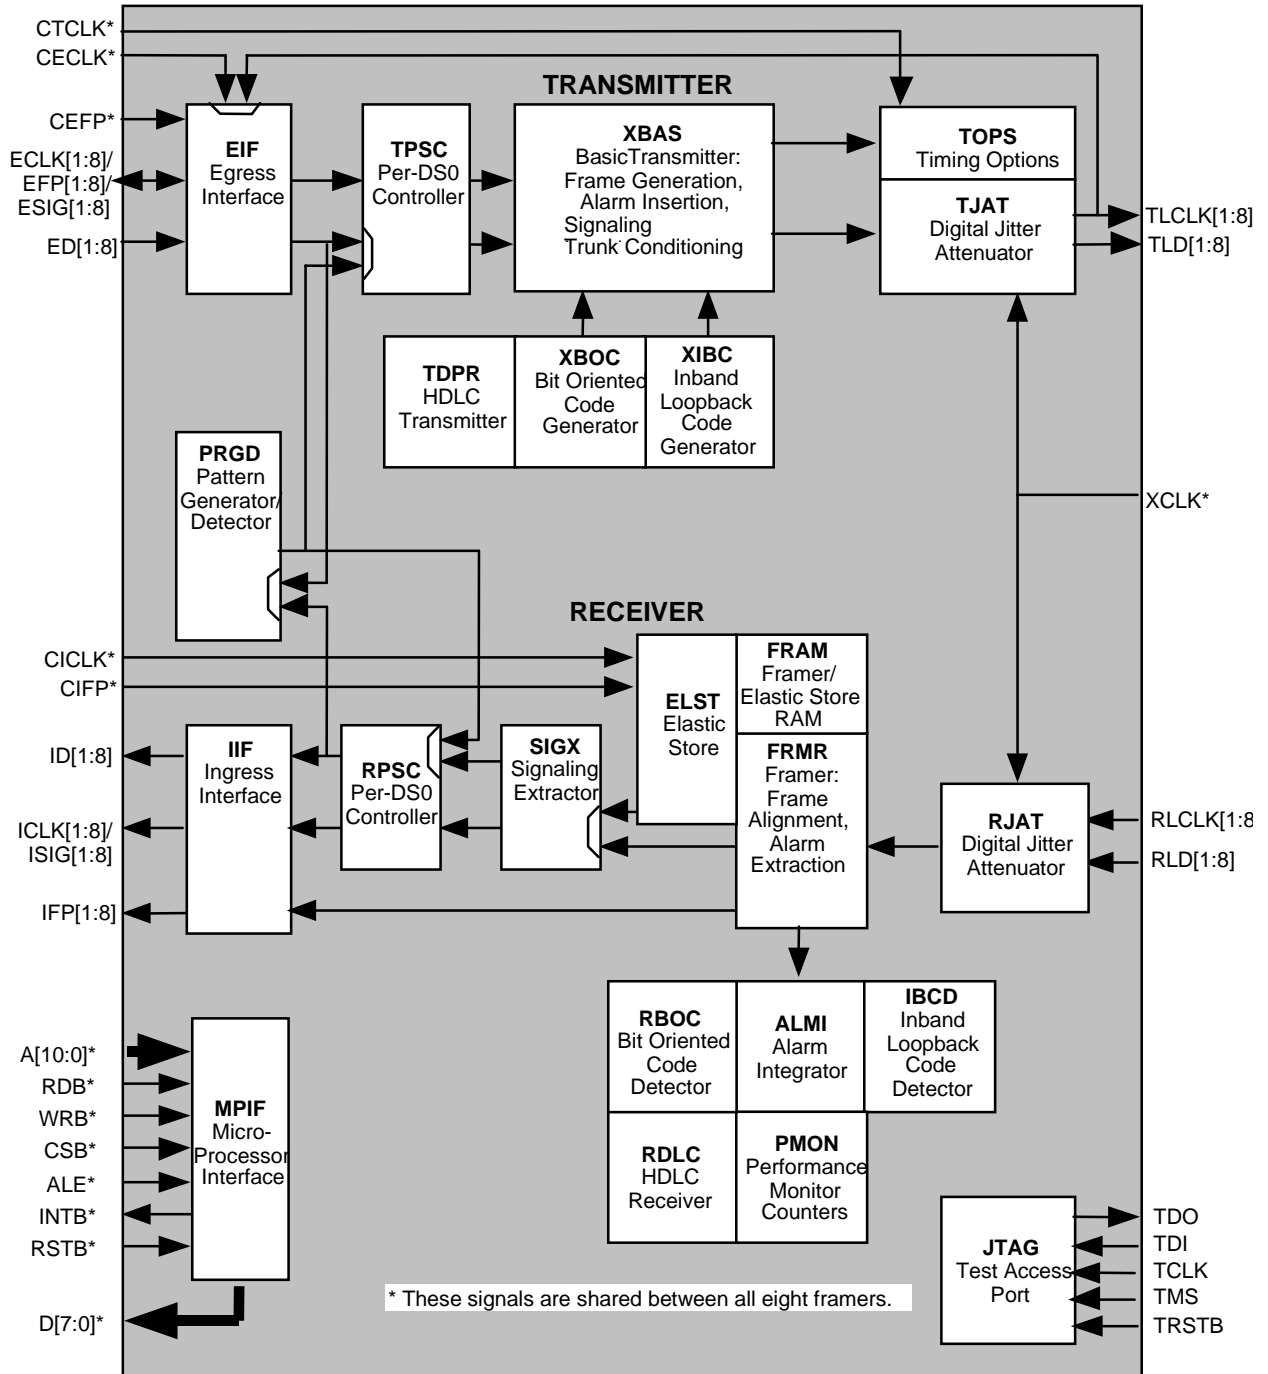 CTCLK*
CECLK*
TRANSMITTER
CEFP*
ECLK[1:8]/
EFP[1:8]/
ESIG[1:8]
ED[1:8]
EIF
Egress
Interface
TPSC
Per-DS0
Controller
XBAS
BasicTransmitter:
Frame Generation,
Alarm Insertion,
Signaling
Trunk Conditioning
TOPS
Timing Options
TJAT
Digital Jitter
Attenuator
TLCLK[1:8]
TLD[1:8]
TDPR
HDLC
Transmitter
XBOC
Bit Oriented
Code
Generator
XIBC
Inband
Loopback
Code
Generator
PRGD
Pattern
Generator/
Detector
XCLK*
RECEIVER
CICLK*
CIFP*
ID[1:8]
ICLK[1:8]/
ISIG[1:8]
IFP[1:8]
IIF
Ingress
Interface
RPSC
Per-DS0
Controller
SIGX
Signaling
Extractor
ELST
Elastic
Store
FRAM
Framer/
Elastic Store
RAM
FRMR
Framer:
Frame
Alignment,
Alarm
Extraction
RJAT
Digital Jitter
Attenuator
RLCLK[1:8
RLD[1:8]
RBOC
Bit Oriented
Code
Detector
ALMI
Alarm
Integrator
IBCD
Inband
Loopback
Code
Detector
RDLC
HDLC
Receiver
PMON
Performance
Monitor
Counters
A[10:0]*
RDB*
WRB*
CSB*
ALE*
INTB*
RSTB*
D[7:0]*
MPIF
Micro-
Processor
Interface
JTAG
Test Access
Port
TDO
TDI
TCLK
TMS
TRSTB
* These signals are shared between all eight framers.